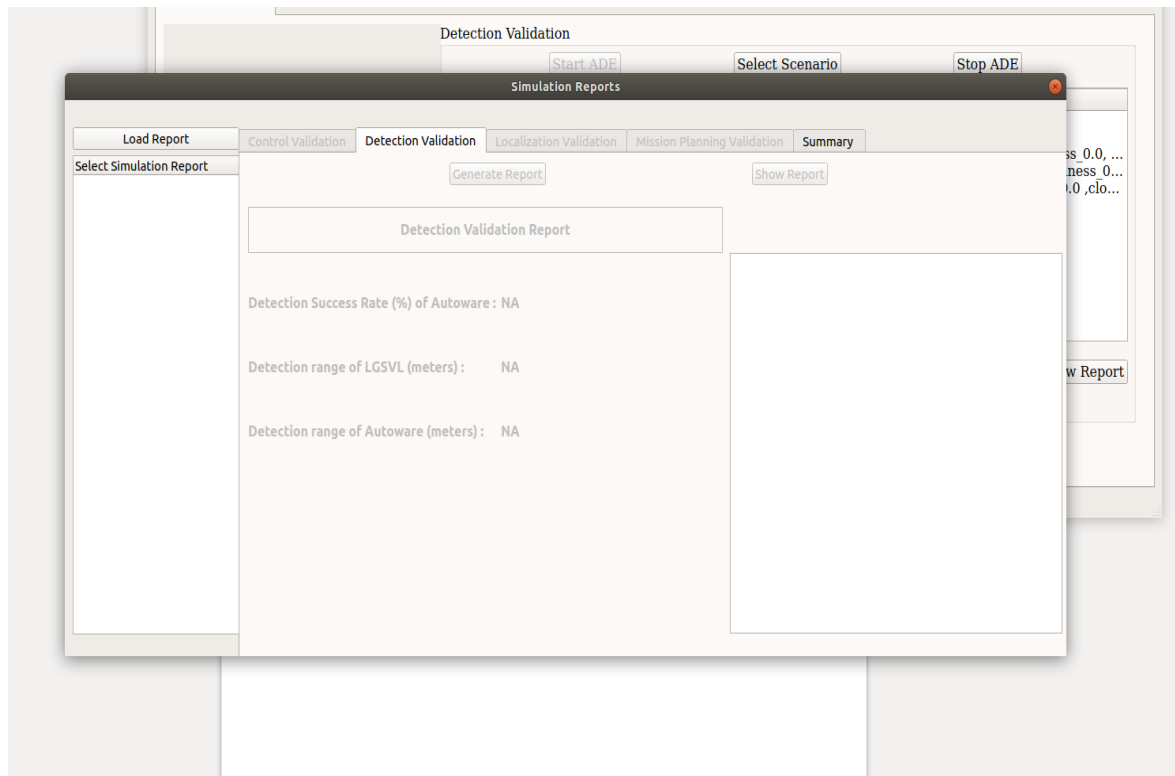 Detection Validation
Start ADE Select Scenario Stop ADE
Simulation Reports
Load Report
Control Validation Detection Validation Localization Validation Mission Planning Validation Summary
Select Simulation Report
Generate Report Show Report
ss_0.0, ...
iness_0...
0.0 ,clo...
Detection Validation Report
Detection Success Rate (%) of Autoware : NA
Detection range of LGSVL (meters) : NA
w Report
Detection range of Autoware (meters) : NA